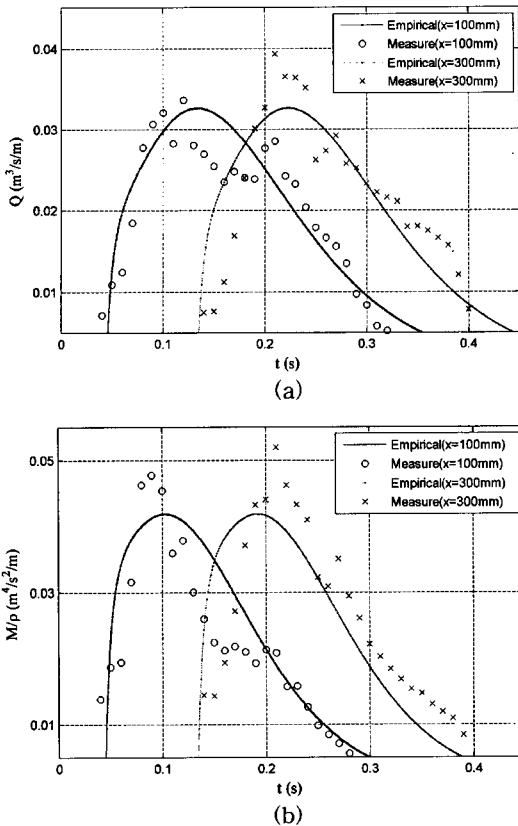 0.04
0.03
0.02
0.01
Q (m³/s/m)
Empirical(x=100mm)
Measure(x=100mm)
Empirical(x=300mm)
Measure(x=300mm)
0 0.1 0.2 0.3 0.4
t (s)
(a)
0.05
0.03
0.01
M/ρ (m⁴/s²/m)
Empirical(x=100mm)
Measure(x=100mm)
Empirical(x=300mm)
Measure(x=300mm)
0 0.1 0.2 0.3 0.4
t (s)
(b)